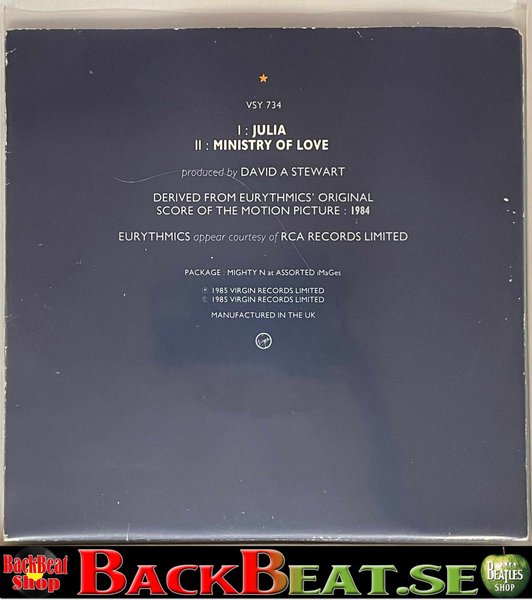 VSY 734
I : JULIA
II : MINISTRY OF LOVE
produced by DAVID A STEWART
DERIVED FROM EURYTHMICS' ORIGINAL
SCORE OF THE MOTION PICTURE : 1984
EURYTHMICS appear courtesy of RCA RECORDS LIMITED
PACKAGE : MIGHTY N at ASSORTED iMaGes
℗ 1985 VIRGIN RECORDS LIMITED
© 1985 VIRGIN RECORDS LIMITED
MANUFACTURED IN THE UK
Virgin
BackBeat
Shop
BACKBEAT.SE
BEATLES
SHOP